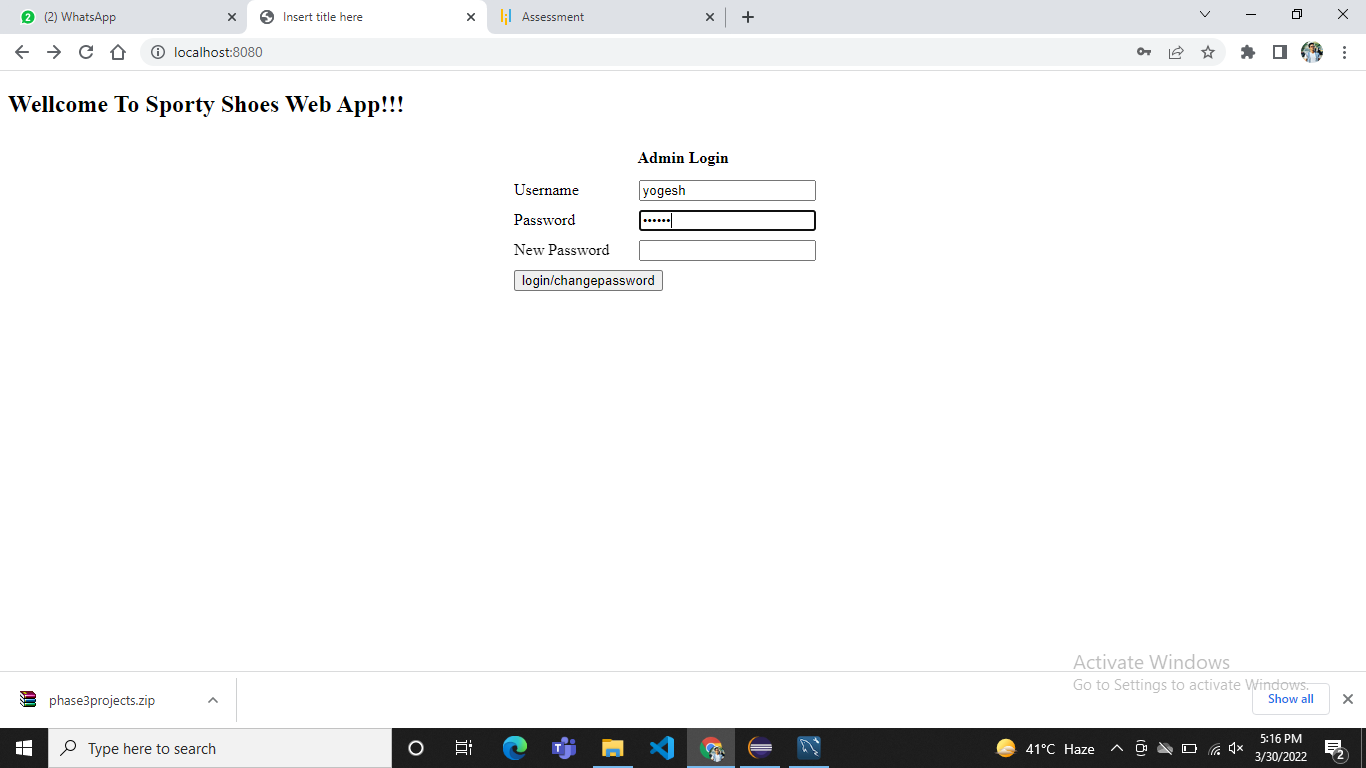 (2) WhatsApp
Insert title here
Assessment
localhost:8080
Wellcome To Sporty Shoes Web App!!!
Admin Login
Username yogesh
Password ••••••
New Password
login/changepassword
Activate Windows
Go to Settings to activate Windows.
phase3projects.zip
Show all
Type here to search
41°C Haze
5:16 PM
3/30/2022
2